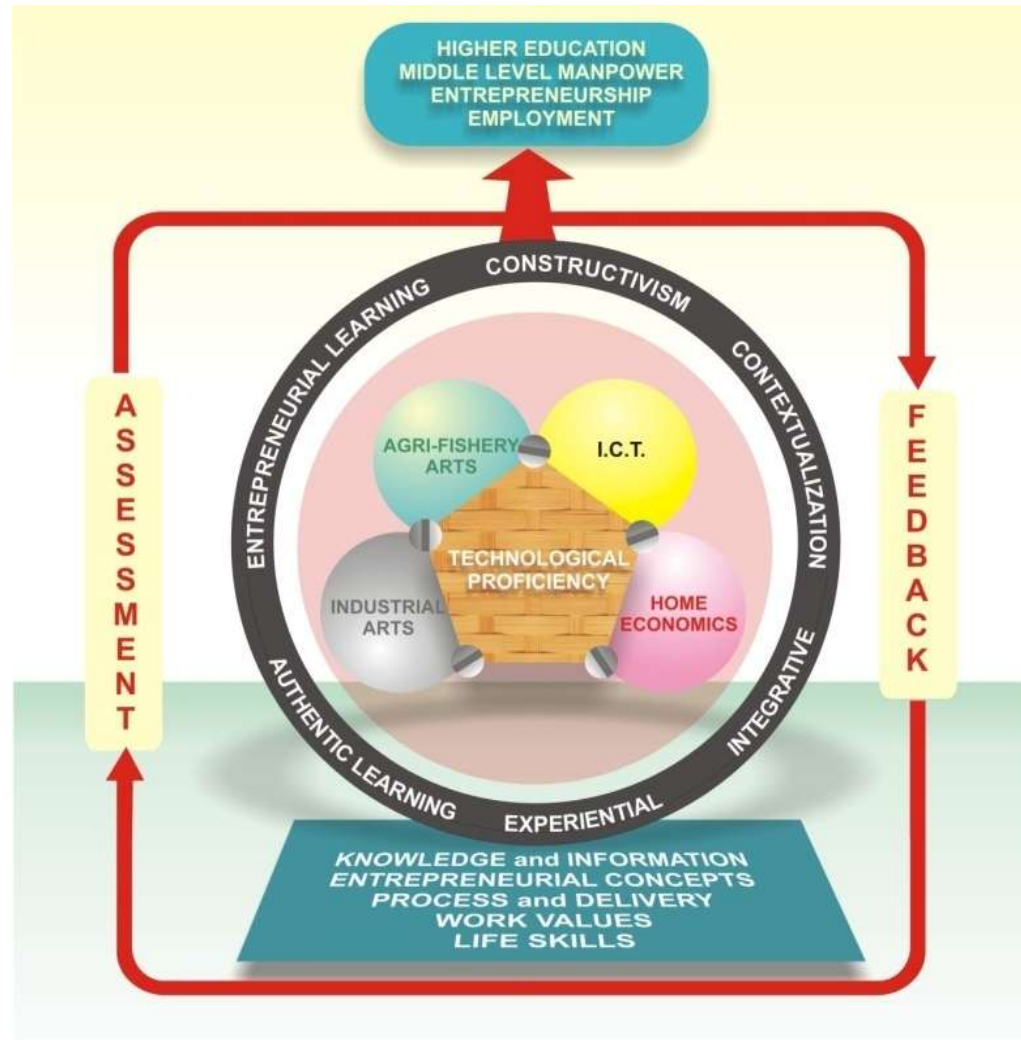 HIGHER EDUCATION
MIDDLE LEVEL MANPOWER
ENTREPRENEURSHIP
EMPLOYMENT
ASSESSMENT
FEEDBACK
ENTREPRENEURIAL LEARNING
CONSTRUCTIVISM
CONTEXTUALIZATION
INTEGRATIVE
EXPERIENTIAL
AUTHENTIC LEARNING
AGRI-FISHERY
ARTS
I.C.T.
TECHNOLOGICAL
PROFICIENCY
INDUSTRIAL
ARTS
HOME
ECONOMICS
KNOWLEDGE and INFORMATION
ENTREPRENEURIAL CONCEPTS
PROCESS and DELIVERY
WORK VALUES
LIFE SKILLS